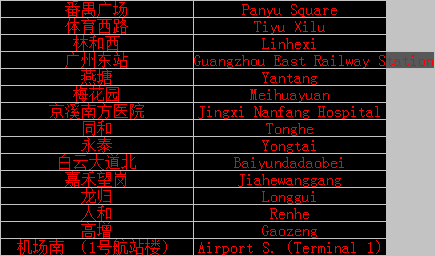 番禺广场 Panyu Square
体育西路 Tiyu Xilu
林和西 Linhexi
广州东站 Guangzhou East Railway Station
燕塘 Yantang
梅花园 Meihuayuan
京溪南方医院 Jingxi Nanfang Hospital
同和 Tonghe
永泰 Yongtai
白云大道北 Baiyundadaobei
嘉禾望岗 Jiahewanggang
龙归 Longgui
人和 Renhe
高增 Gaozeng
机场南 (1号航站楼) Airport S. (Terminal 1)